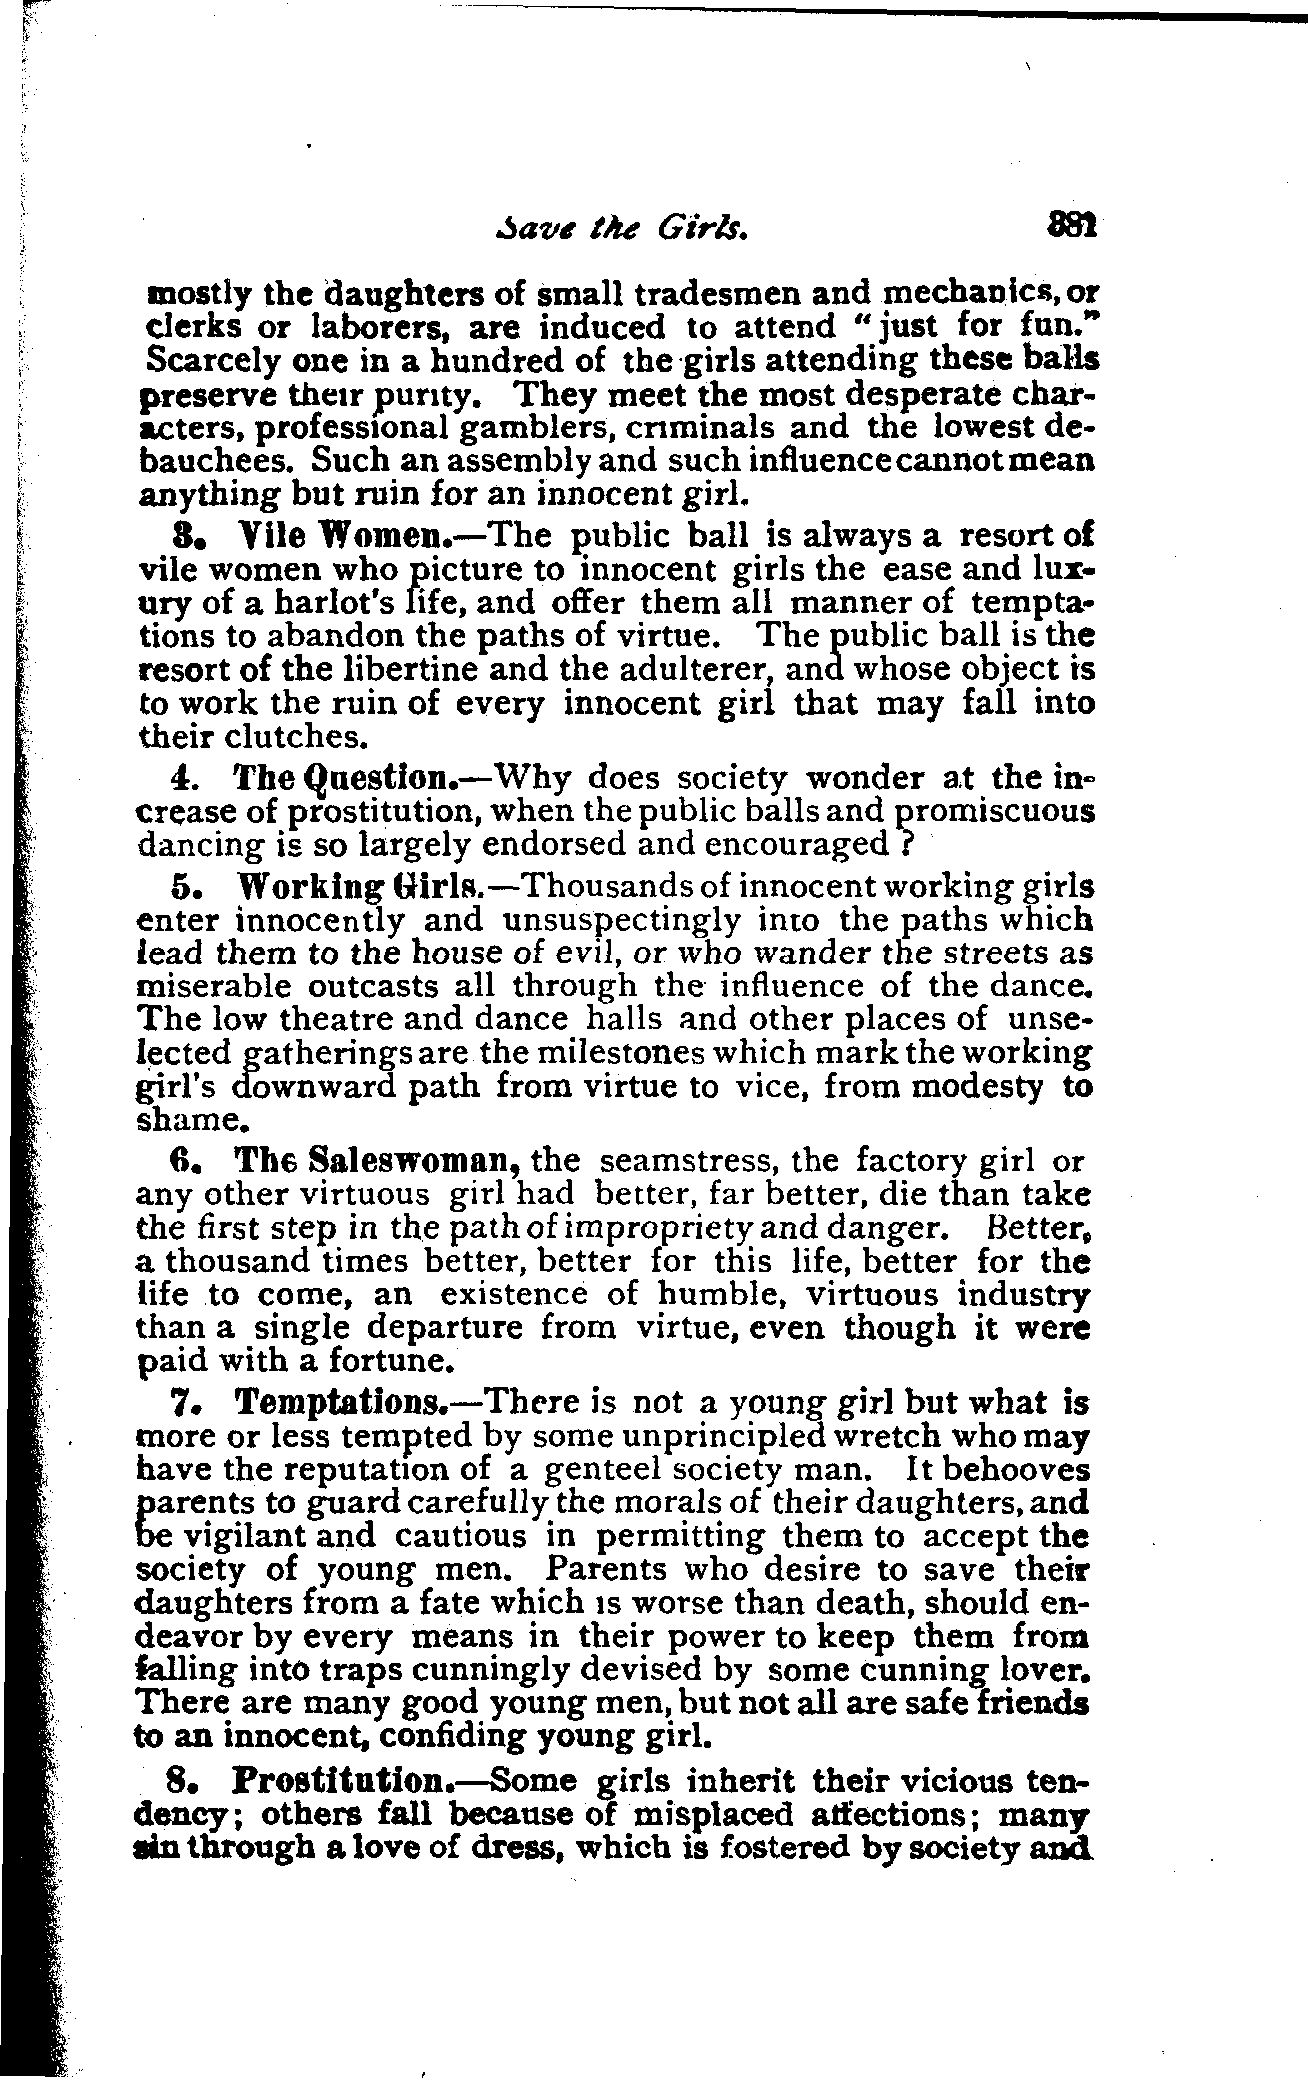 Save the Girls. 381
mostly the daughters of small tradesmen and mechanics, or
clerks or laborers, are induced to attend "just for fun."
Scarcely one in a hundred of the girls attending these balls
preserve their purity. They meet the most desperate char-
acters, professional gamblers, criminals and the lowest de-
bauchees. Such an assembly and such influence cannot mean
anything but ruin for an innocent girl.
3. Vile Women.—The public ball is always a resort of
vile women who picture to innocent girls the ease and lux-
ury of a harlot's life, and offer them all manner of tempta-
tions to abandon the paths of virtue. The public ball is the
resort of the libertine and the adulterer, and whose object is
to work the ruin of every innocent girl that may fall into
their clutches.
4. The Question.—Why does society wonder at the in-
crease of prostitution, when the public balls and promiscuous
dancing is so largely endorsed and encouraged ?
5. Working Girls.—Thousands of innocent working girls
enter innocently and unsuspectingly into the paths which
lead them to the house of evil, or who wander the streets as
miserable outcasts all through the influence of the dance.
The low theatre and dance halls and other places of unse-
lected gatherings are the milestones which mark the working
girl's downward path from virtue to vice, from modesty to
shame.
6. The Saleswoman, the seamstress, the factory girl or
any other virtuous girl had better, far better, die than take
the first step in the path of impropriety and danger. Better,
a thousand times better, better for this life, better for the
life to come, an existence of humble, virtuous industry
than a single departure from virtue, even though it were
paid with a fortune.
7. Temptations.—There is not a young girl but what is
more or less tempted by some unprincipled wretch who may
have the reputation of a genteel society man. It behooves
parents to guard carefully the morals of their daughters, and
be vigilant and cautious in permitting them to accept the
society of young men. Parents who desire to save their
daughters from a fate which is worse than death, should en-
deavor by every means in their power to keep them from
falling into traps cunningly devised by some cunning lover.
There are many good young men, but not all are safe friends
to an innocent, confiding young girl.
8. Prostitution.—Some girls inherit their vicious ten-
dency; others fall because of misplaced affections; many
sin through a love of dress, which is fostered by society and